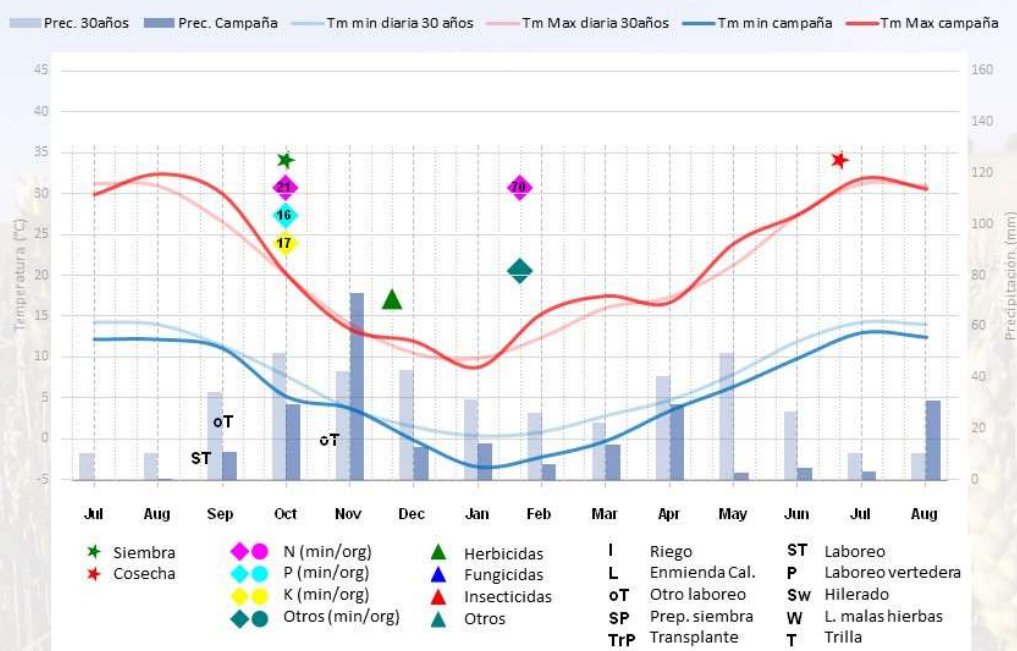 Prec. 30años Prec. Campaña Tm min diaria 30 años Tm Max diaria 30años Tm min campaña Tm Max campaña
Temperatura (°C)
45
40
35
30
25
20
15
10
5
0
-5
Precipitación (mm)
160
140
120
100
80
60
40
20
0
21
70
16
17
oT
oT
ST
Jul Aug Sep Oct Nov Dec Jan Feb Mar Apr May Jun Jul Aug
Siembra
Cosecha
N (min/org)
P (min/org)
K (min/org)
Otros (min/org)
Herbicidas
Fungicidas
Insecticidas
Otros
I Riego
L Enmienda Cal.
oT Otro laboreo
SP Prep. siembra
TrP Transplante
ST Laboreo
P Laboreo vertedera
Sw Hilerado
W L. malas hierbas
T Trilla